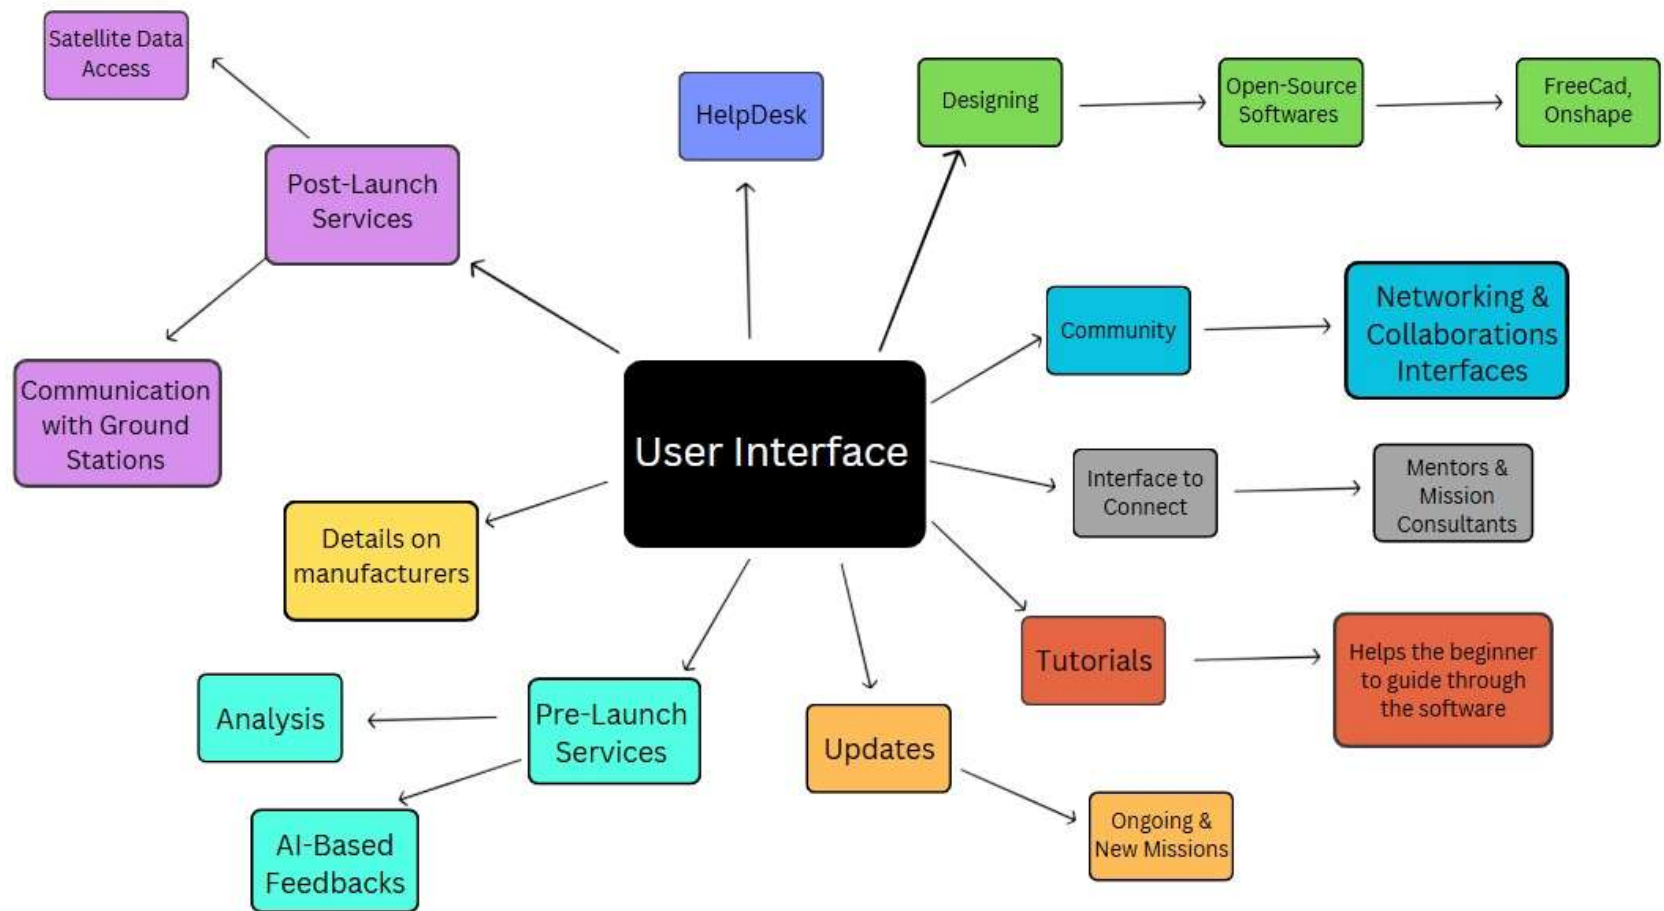 Satellite Data
Access
HelpDesk
Designing
Open-Source
Softwares
FreeCad,
Onshape
Post-Launch
Services
Community
Networking &
Collaborations
Interfaces
Communication
with Ground
Stations
User Interface
Interface to
Connect
Mentors &
Mission
Consultants
Details on
manufacturers
Tutorials
Helps the beginner
to guide through
the software
Analysis
Pre-Launch
Services
Updates
AI-Based
Feedbacks
Ongoing &
New Missions